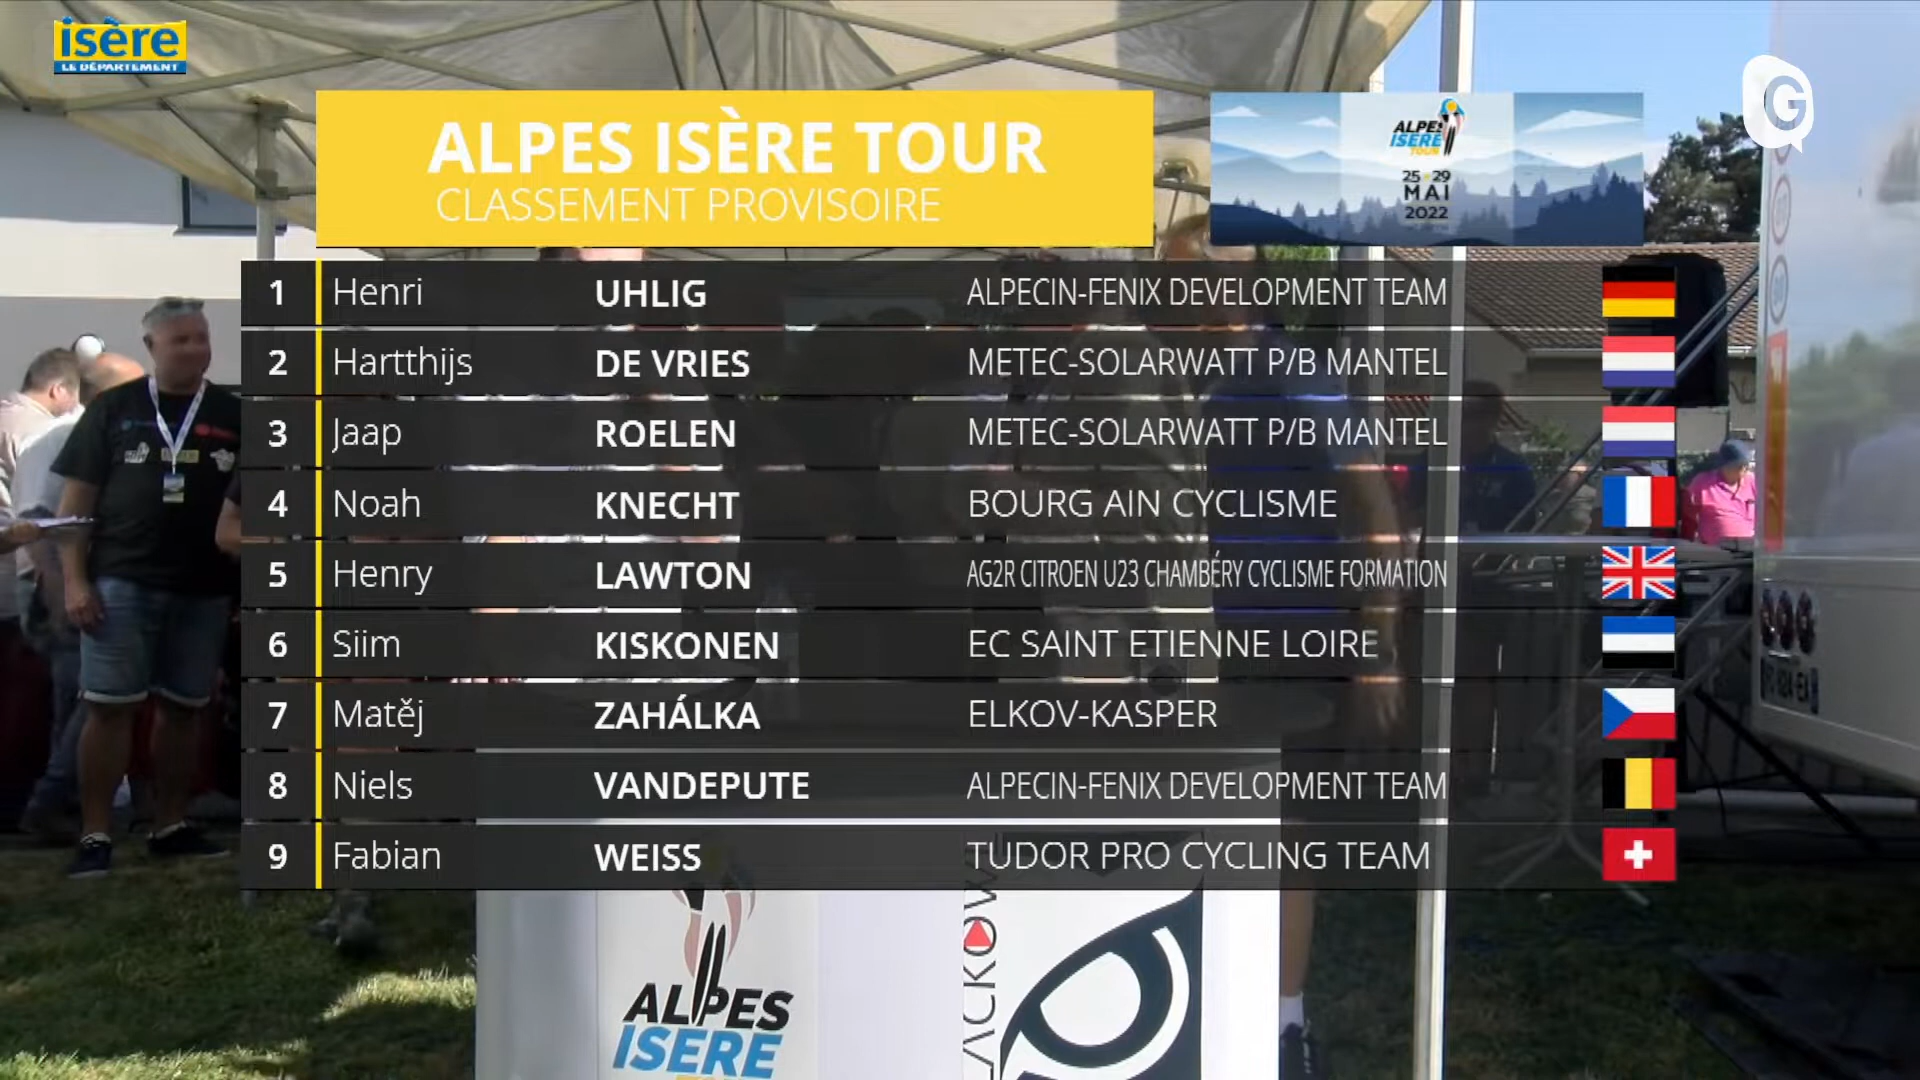 isère
LE DÉPARTEMENT
G
ALPES ISÈRE TOUR
CLASSEMENT PROVISOIRE
ALPES
ISÈRE
TOUR
25 29
MAI
2022
1 Henri UHLIG ALPECIN-FENIX DEVELOPMENT TEAM
2 Hartthijs DE VRIES METEC-SOLARWATT P/B MANTEL
3 Jaap ROELEN METEC-SOLARWATT P/B MANTEL
4 Noah KNECHT BOURG AIN CYCLISME
5 Henry LAWTON AG2R CITROEN U23 CHAMBÉRY CYCLISME FORMATION
6 Siim KISKONEN EC SAINT ETIENNE LOIRE
7 Matěj ZAHÁLKA ELKOV-KASPER
8 Niels VANDEPUTE ALPECIN-FENIX DEVELOPMENT TEAM
9 Fabian WEISS TUDOR PRO CYCLING TEAM
ALPES
ISERE